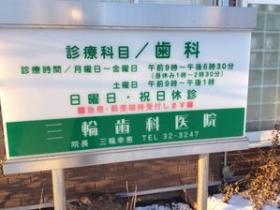 診療科目／歯科
診療時間／月曜日〜金曜日　午前9時〜午後6時30分
（昼休み1時〜2時30分）
土曜日　午前9時〜午後1時
日曜日・祝日休診
急患・新患随時受付します
三輪歯科医院
院長　三輪幸恵　TEL 32-3247